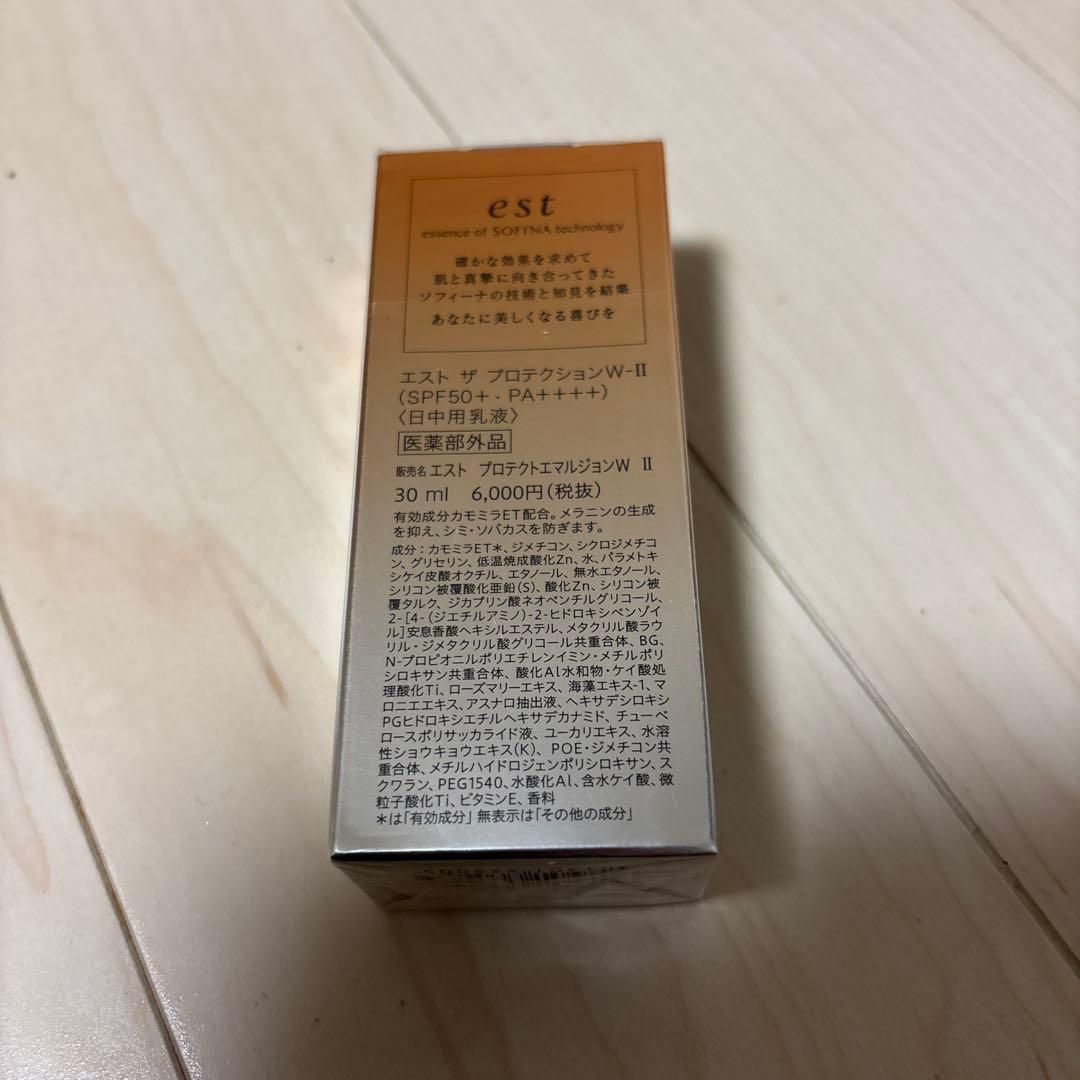 est
essence of SOFINA technology
確かな効果を求めて
肌と真摯に向き合ってきた
ソフィーナの技術と知見を結集
あなたに美しくなる喜びを
エスト ザ プロテクションW-Ⅱ
(SPF50+・PA++++)
〈日中用乳液〉
医薬部外品
販売名 エスト プロテクトエマルジョンW Ⅱ
30 ml 6,000円(税抜)
有効成分カモミラET配合。メラニンの生成
を抑え、シミ・ソバカスを防ぎます。
成分：カモミラET＊、ジメチコン、シクロジメチコ
ン、グリセリン、低温焼成酸化Zn、水、パラメトキ
シケイ皮酸オクチル、エタノール、無水エタノール、
シリコン被覆酸化亜鉛(S)、酸化Zn、シリコン被
覆タルク、ジカプリン酸ネオペンチルグリコール、
2-[4-(ジエチルアミノ)-2-ヒドロキシベンゾイ
ル]安息香酸ヘキシルエステル、メタクリル酸ラウ
リル・ジメタクリル酸グリコール共重合体、BG、
N-プロピオニルポリエチレンイミン・メチルポリ
シロキサン共重合体、酸化Al水和物・ケイ酸処
理酸化Ti、ローズマリーエキス、海藻エキス-1、マ
ロニエエキス、アスナロ抽出液、ヘキサデシロキシ
PGヒドロキシエチルヘキサデカナミド、チューベ
ロースポリサッカライド液、ユーカリエキス、水溶
性ショウキョウエキス(K)、POE・ジメチコン共
重合体、メチルハイドロジェンポリシロキサン、ス
クワラン、PEG1540、水酸化Al、含水ケイ酸、微
粒子酸化Ti、ビタミンE、香料
＊は「有効成分」 無表示は「その他の成分」